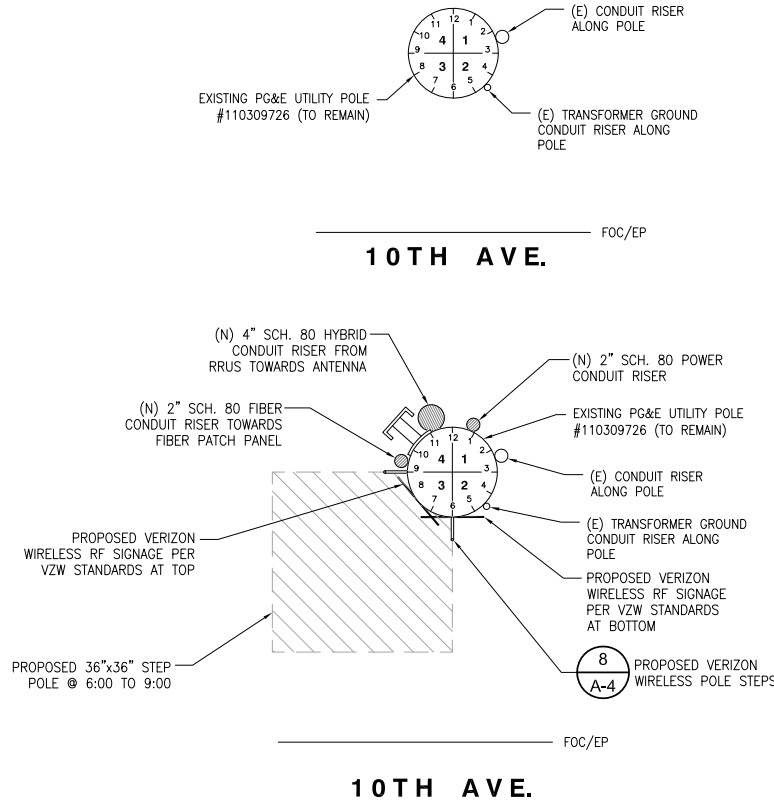 (E) CONDUIT RISER
ALONG POLE
12
11
1
10
2
4
1
9
3
3
2
8
4
7
5
6
EXISTING PG&E UTILITY POLE
#110309726 (TO REMAIN)
(E) TRANSFORMER GROUND
CONDUIT RISER ALONG
POLE
FOC/EP
10TH AVE.
(N) 4" SCH. 80 HYBRID
CONDUIT RISER FROM
RRUS TOWARDS ANTENNA
(N) 2" SCH. 80 POWER
CONDUIT RISER
(N) 2" SCH. 80 FIBER
CONDUIT RISER TOWARDS
FIBER PATCH PANEL
EXISTING PG&E UTILITY POLE
#110309726 (TO REMAIN)
12
11
1
10
2
4
1
9
3
3
2
8
4
7
5
6
(E) CONDUIT RISER
ALONG POLE
(E) TRANSFORMER GROUND
CONDUIT RISER ALONG
POLE
PROPOSED VERIZON
WIRELESS RF SIGNAGE PER
VZW STANDARDS AT TOP
PROPOSED VERIZON
WIRELESS RF SIGNAGE
PER VZW STANDARDS
AT BOTTOM
PROPOSED 36"x36" STEP
POLE @ 6:00 TO 9:00
8
A-4
PROPOSED VERIZON
WIRELESS POLE STEPS
FOC/EP
10TH AVE.